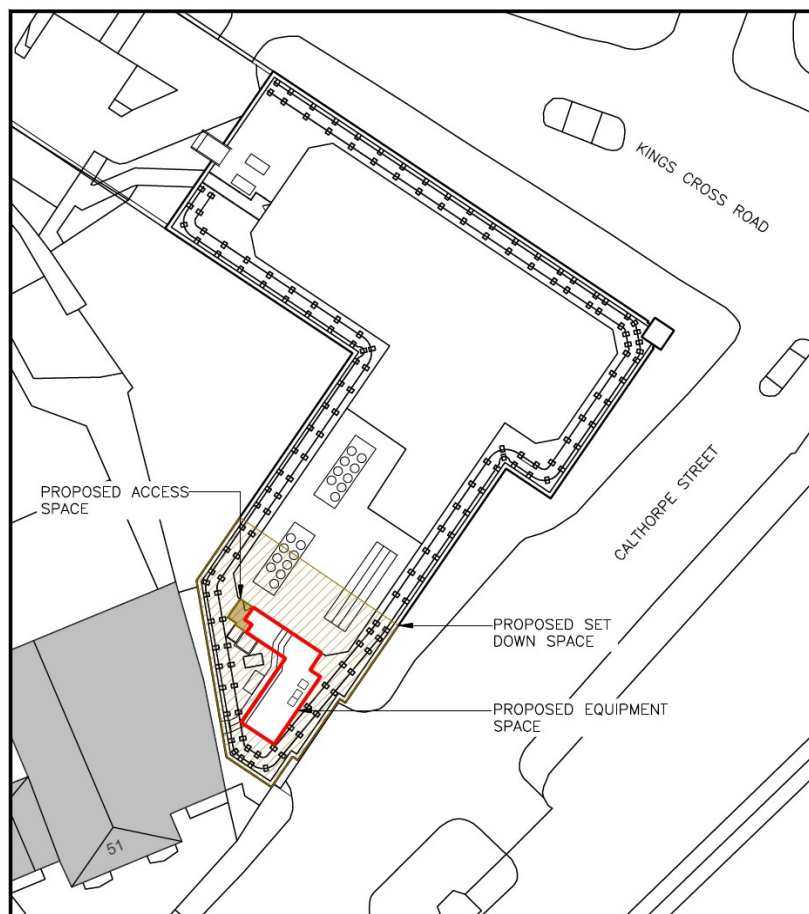 KINGS CROSS ROAD
CALTHORPE STREET
PROPOSED ACCESS
SPACE
PROPOSED SET
DOWN SPACE
PROPOSED EQUIPMENT
SPACE
51